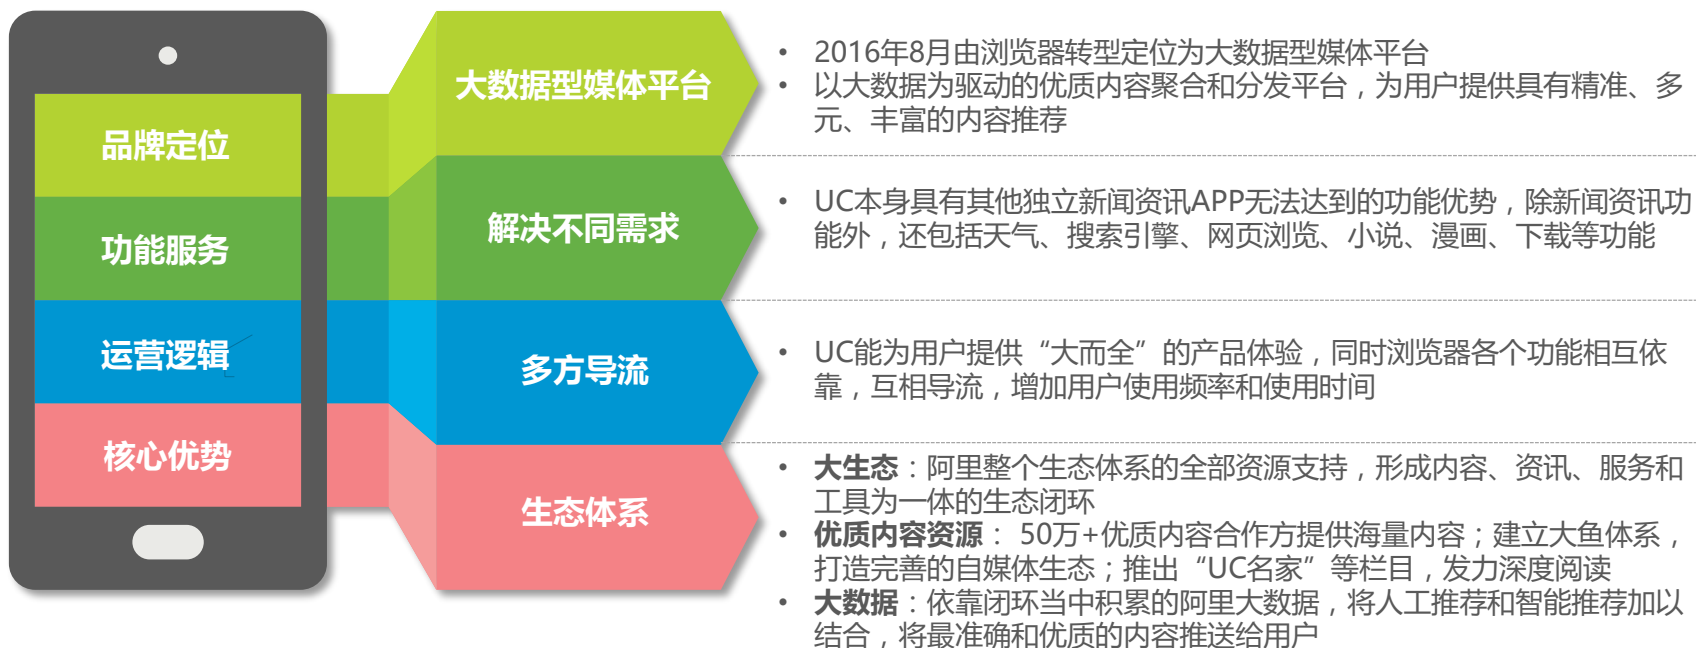 品牌定位
功能服务
运营逻辑
核心优势
大数据型媒体平台
解决不同需求
多方导流
生态体系
• 2016年8月由浏览器转型定位为大数据型媒体平台
• 以大数据为驱动的优质内容聚合和分发平台，为用户提供具有精准、多
元、丰富的内容推荐
• UC本身具有其他独立新闻资讯APP无法达到的功能优势，除新闻资讯功
能外，还包括天气、搜索引擎、网页浏览、小说、漫画、下载等功能
• UC能为用户提供“大而全”的产品体验，同时浏览器各个功能相互依
靠，互相导流，增加用户使用频率和使用时间
• 大生态：阿里整个生态体系的全部资源支持，形成内容、资讯、服务和
工具为一体的生态闭环
• 优质内容资源： 50万+优质内容合作方提供海量内容；建立大鱼体系，
打造完善的自媒体生态；推出“UC名家”等栏目，发力深度阅读
• 大数据：依靠闭环当中积累的阿里大数据，将人工推荐和智能推荐加以
结合，将最准确和优质的内容推送给用户